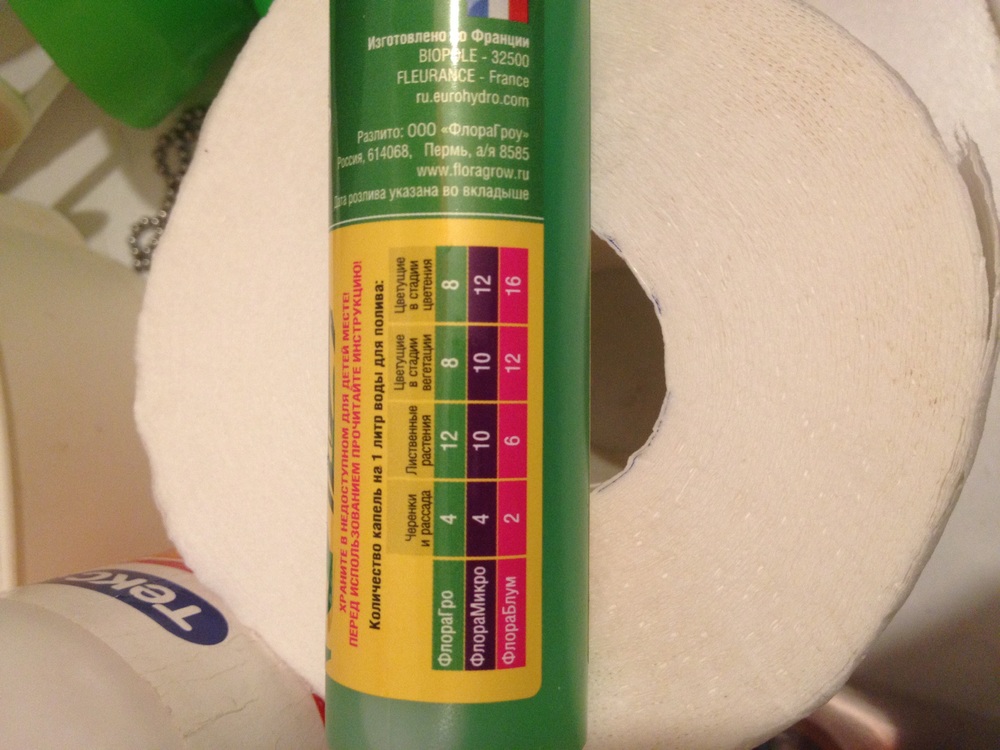 Изготовлено во Франции
BIOPOLE - 32500
FLEURANCE - France
ru.eurohydro.com
Разлито: ООО «ФлораГроу»
Россия, 614068, Пермь, а/я 8585
www.floragrow.ru
Дата розлива указана во вкладыше
ХРАНИТЕ В НЕДОСТУПНОМ ДЛЯ ДЕТЕЙ МЕСТЕ!
ПЕРЕД ИСПОЛЬЗОВАНИЕМ ПРОЧИТАЙТЕ ИНСТРУКЦИЮ!
Количество капель на 1 литр воды для полива:
Черенки и рассада
Лиственные растения
Цветущие в стадии вегетации
Цветущие в стадии цветения
ФлораГро 4 12 8 8
ФлораМикро 4 10 10 12
ФлораБлум 2 6 12 16
Текс